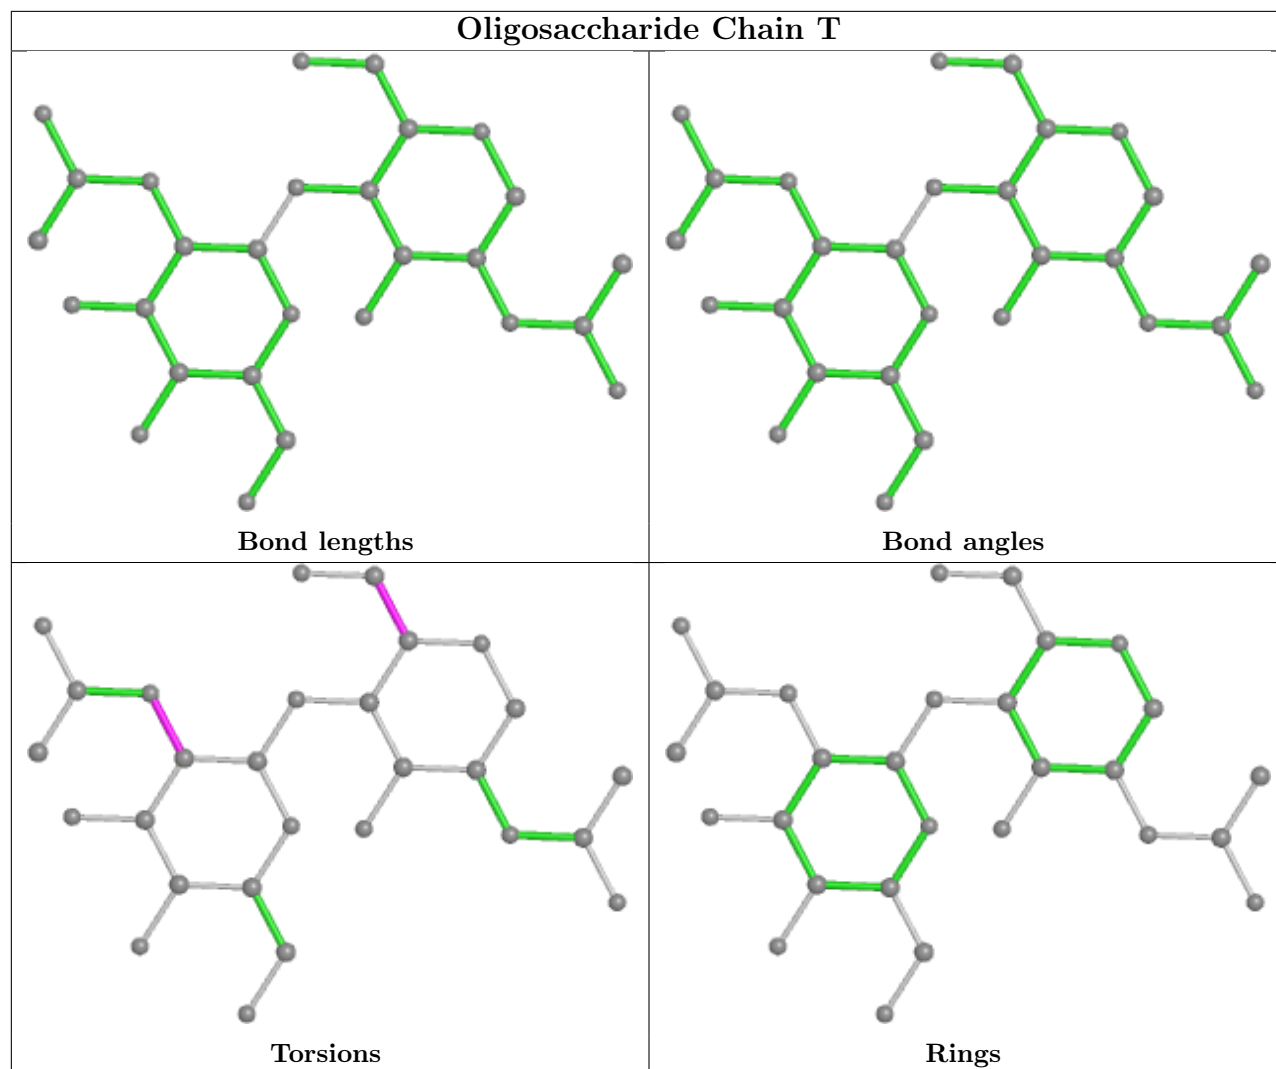 Oligosaccharide Chain T
Bond lengths
Bond angles
Torsions
Rings